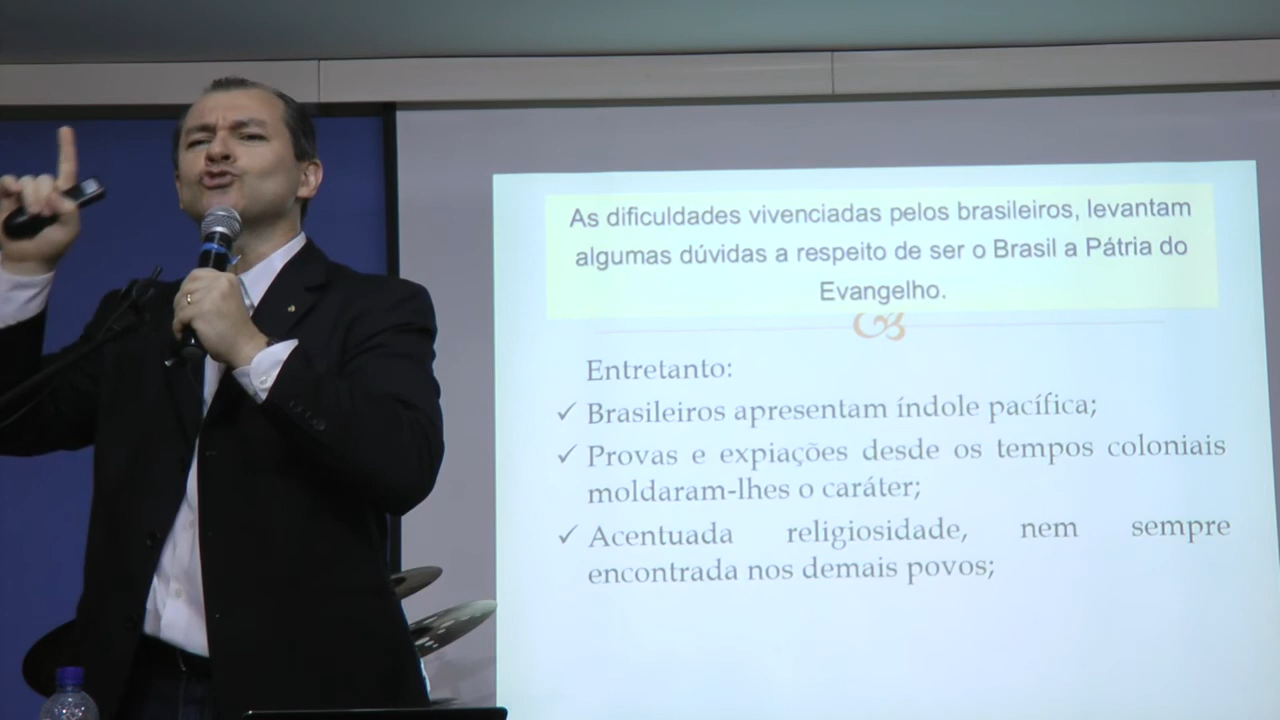 As dificuldades vivenciadas pelos brasileiros, levantam
algumas dúvidas a respeito de ser o Brasil a Pátria do
Evangelho.
Entretanto:
✓ Brasileiros apresentam índole pacífica;
✓ Provas e expiações desde os tempos coloniais
moldaram-lhes o caráter;
✓ Acentuada religiosidade, nem sempre
encontrada nos demais povos;